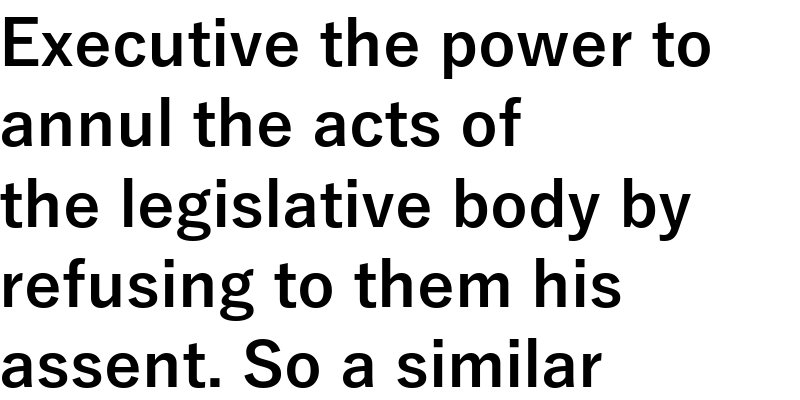 Executive the power to
annul the acts of
the legislative body by
refusing to them his
assent. So a similar